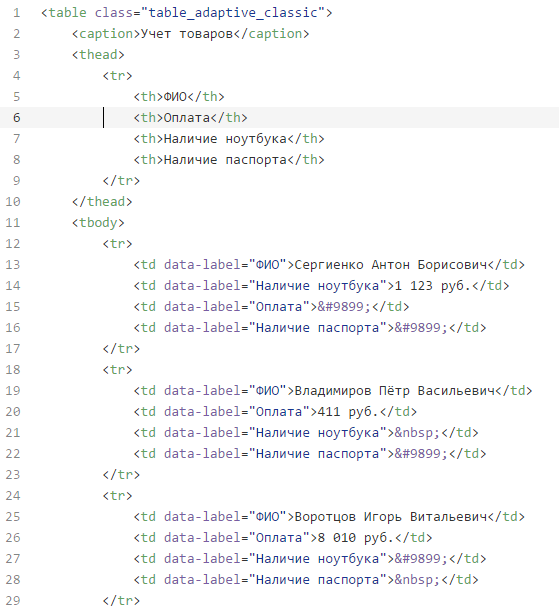 1 <table class="table_adaptive_classic">
2 <caption>Учет товаров</caption>
3 <thead>
4 <tr>
5 <th>ФИО</th>
6 <th>Оплата</th>
7 <th>Наличие ноутбука</th>
8 <th>Наличие паспорта</th>
9 </tr>
10 </thead>
11 <tbody>
12 <tr>
13 <td data-label="ФИО">Сергиенко Антон Борисович</td>
14 <td data-label="Наличие ноутбука">1 123 руб.</td>
15 <td data-label="Оплата">&#9899;</td>
16 <td data-label="Наличие паспорта">&#9899;</td>
17 </tr>
18 <tr>
19 <td data-label="ФИО">Владимиров Пётр Васильевич</td>
20 <td data-label="Оплата">411 руб.</td>
21 <td data-label="Наличие ноутбука">&nbsp;</td>
22 <td data-label="Наличие паспорта">&#9899;</td>
23 </tr>
24 <tr>
25 <td data-label="ФИО">Воротцов Игорь Витальевич</td>
26 <td data-label="Оплата">8 010 руб.</td>
27 <td data-label="Наличие ноутбука">&#9899;</td>
28 <td data-label="Наличие паспорта">&nbsp;</td>
29 </tr>